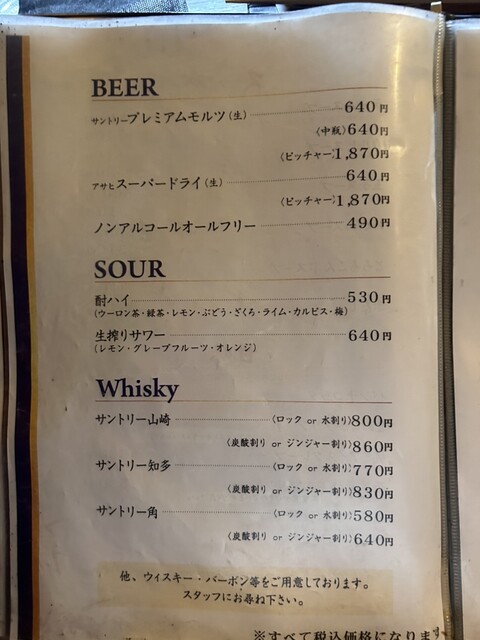 BEER
サントリープレミアムモルツ(生) 640円
〈中瓶〉640円
〈ピッチャー〉1,870円
アサヒスーパードライ(生) 640円
〈ピッチャー〉1,870円
ノンアルコールオールフリー 490円
SOUR
酎ハイ 530円
(ウーロン茶・緑茶・レモン・ぶどう・ざくろ・ライム・カルピス・梅)
生搾りサワー 640円
(レモン・グレープフルーツ・オレンジ)
Whisky
サントリー山崎 〈ロック or 水割り〉800円
〈炭酸割り or ジンジャー割り〉860円
サントリー知多 〈ロック or 水割り〉770円
〈炭酸割り or ジンジャー割り〉830円
サントリー角 〈ロック or 水割り〉580円
〈炭酸割り or ジンジャー割り〉640円
他、ウィスキー・バーボン等をご用意しております。
スタッフにお尋ね下さい。
※すべて税込価格になります